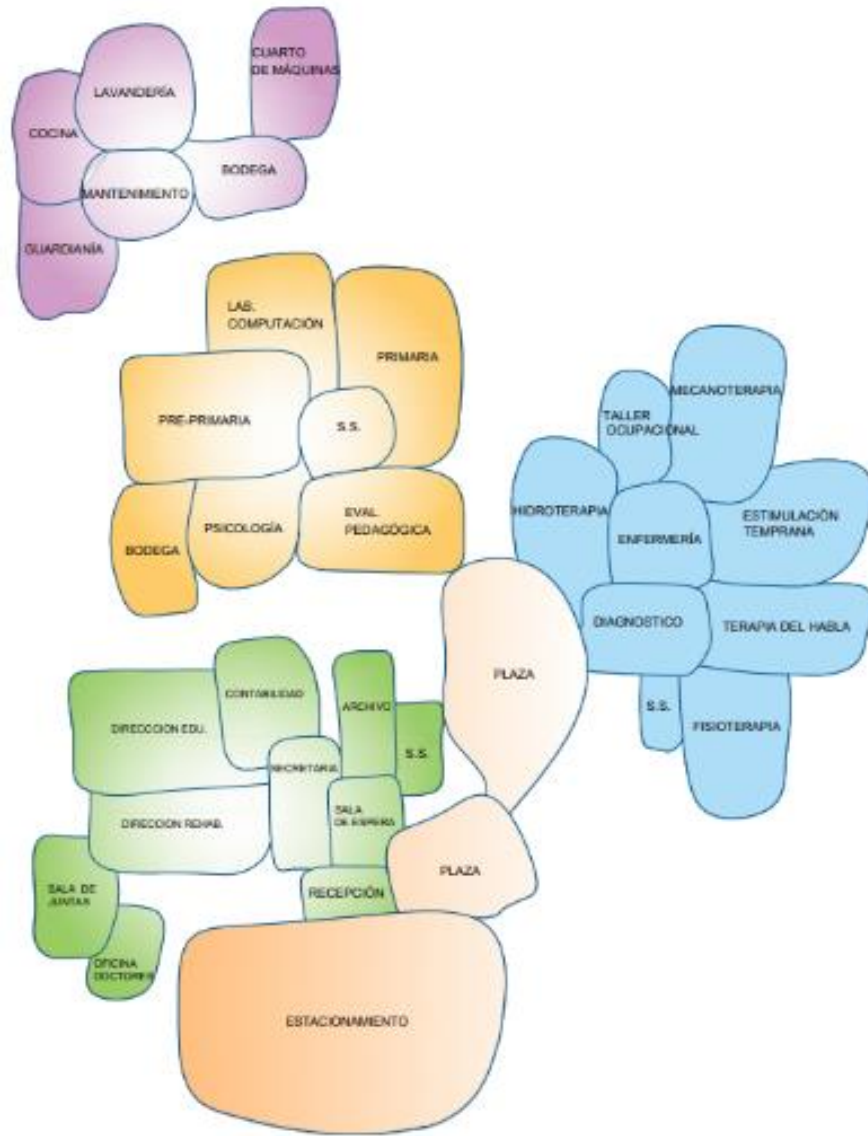 CUARTO
DE MÁQUINAS
LAVANDERÍA
COCINA
BODEGA
MANTENIMIENTO
GUARDIANÍA
LAB.
COMPUTACIÓN
PRIMARIA
PRE-PRIMARIA
S.S.
PSICOLOGÍA
EVAL.
PEDAGÓGICA
BODEGA
MECANOTERAPIA
TALLER
OCUPACIONAL
HIDROTERAPIA
ESTIMULACIÓN
TEMPRANA
ENFERMERÍA
DIAGNOSTICO
TERAPIA DEL HABLA
S.S.
FISIOTERAPIA
PLAZA
CONTABILIDAD
ARCHIVO
DIRECCION EDU.
S.S.
SECRETARIA
DIRECCION REHAB.
SALA
DE ESPERA
PLAZA
SALA DE
JUNTAS
RECEPCIÓN
OFICINA
DOCTORES
ESTACIONAMIENTO